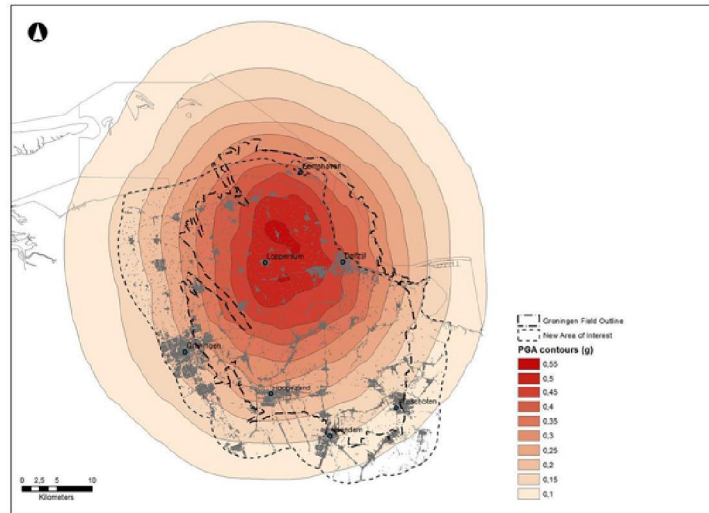 Eemshaven
Loppersum
Delfzijl
Groningen
Hoogezand
Groningen Field Outline
New Area of Interest
PGA contours (g)
0,55
0,5
0,45
0,4
0,35
0,3
0,25
0,2
0,15
0,1
0 2,5 5 10
Kilometers